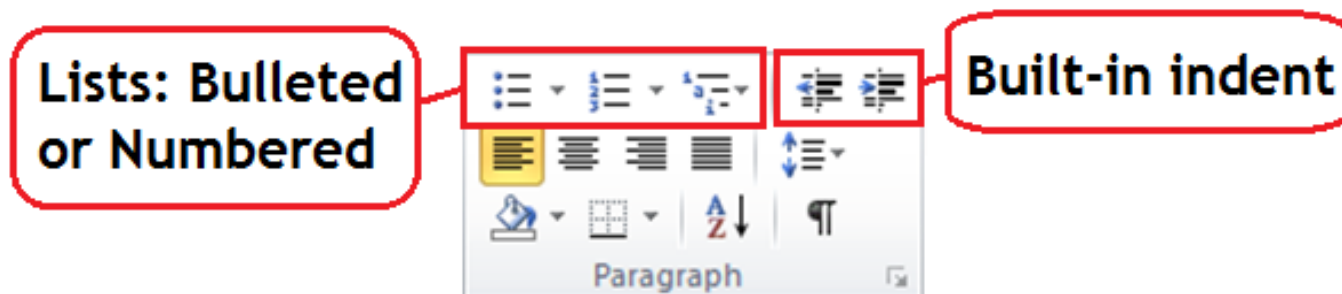 Lists: Bulleted
or Numbered
Built-in indent
Paragraph